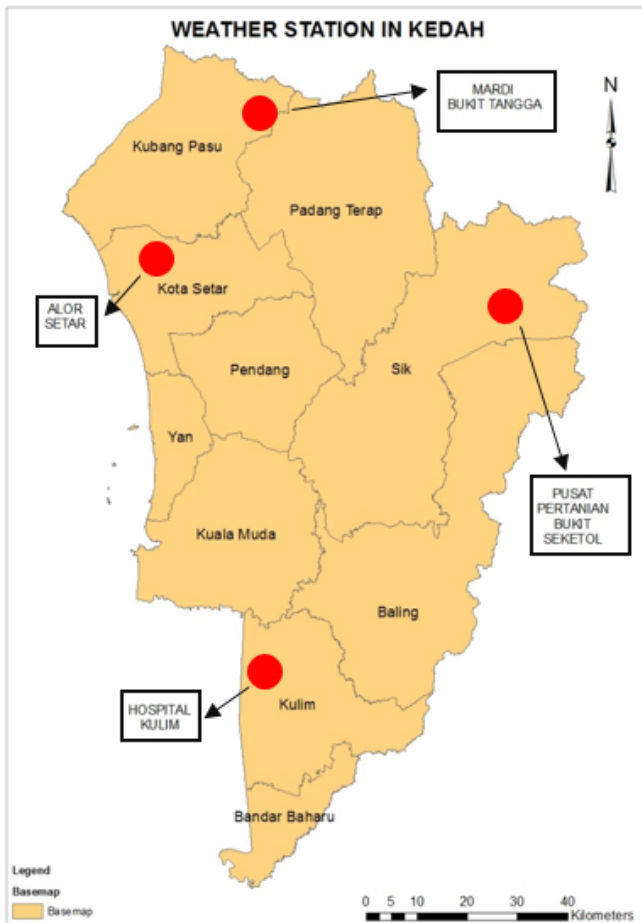 WEATHER STATION IN KEDAH
MARDI
BUKIT TANGGA
N
Kubang Pasu
Padang Terap
Kota Setar
ALOR
SETAR
Pendang
Sik
Yan
PUSAT
PERTANIAN
BUKIT
SEKETOL
Kuala Muda
Baling
HOSPITAL
KULIM
Kulim
Bandar Baharu
Legend
Basemap
Basemap
0 5 10 20 30 40
Kilometers